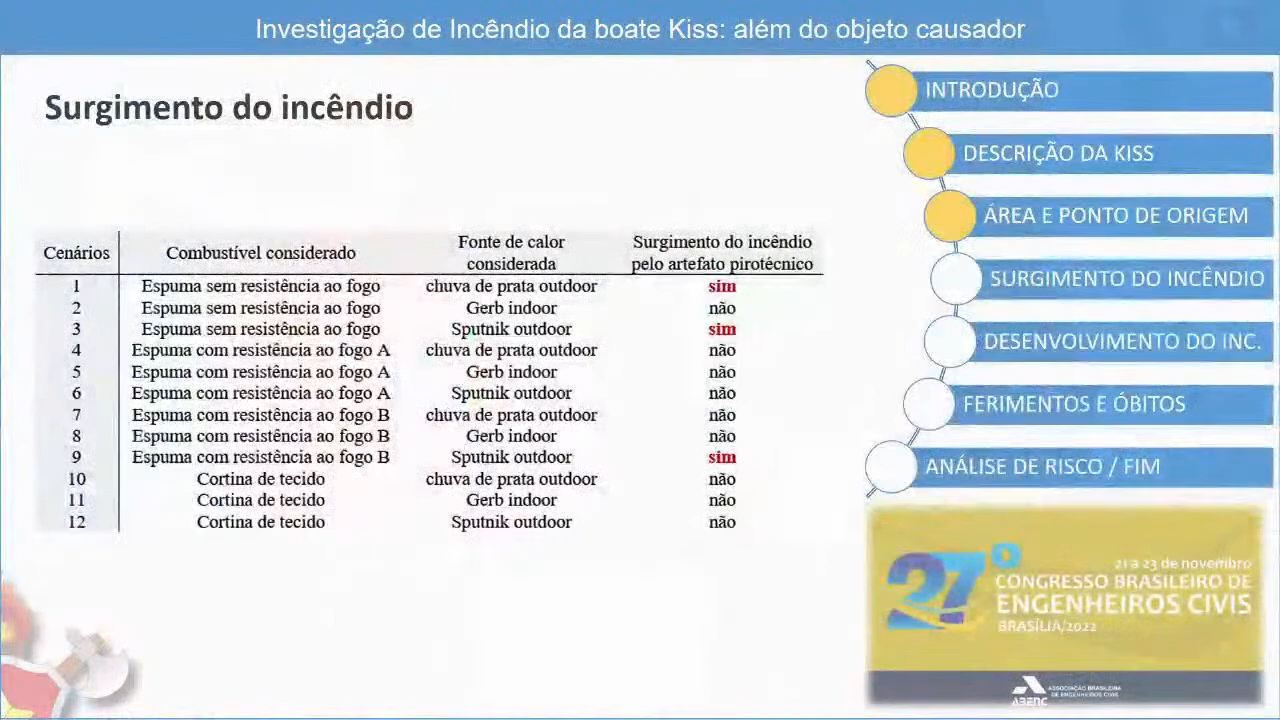 Investigação de Incêndio da boate Kiss: além do objeto causador
Surgimento do incêndio
Cenários Combustível considerado Fonte de calor considerada Surgimento do incêndio pelo artefato pirotécnico
1 Espuma sem resistência ao fogo chuva de prata outdoor sim
2 Espuma sem resistência ao fogo Gerb indoor não
3 Espuma sem resistência ao fogo Sputnik outdoor sim
4 Espuma com resistência ao fogo A chuva de prata outdoor não
5 Espuma com resistência ao fogo A Gerb indoor não
6 Espuma com resistência ao fogo A Sputnik outdoor não
7 Espuma com resistência ao fogo B chuva de prata outdoor não
8 Espuma com resistência ao fogo B Gerb indoor não
9 Espuma com resistência ao fogo B Sputnik outdoor sim
10 Cortina de tecido chuva de prata outdoor não
11 Cortina de tecido Gerb indoor não
12 Cortina de tecido Sputnik outdoor não
INTRODUÇÃO
DESCRIÇÃO DA KISS
ÁREA E PONTO DE ORIGEM
SURGIMENTO DO INCÊNDIO
DESENVOLVIMENTO DO INC.
FERIMENTOS E ÓBITOS
ANÁLISE DE RISCO / FIM
27º
21 a 23 de novembro
CONGRESSO BRASILEIRO DE
ENGENHEIROS CIVIS
BRASÍLIA/2022
ABENC
ASSOCIAÇÃO BRASILEIRA
DE ENGENHEIROS CIVIS